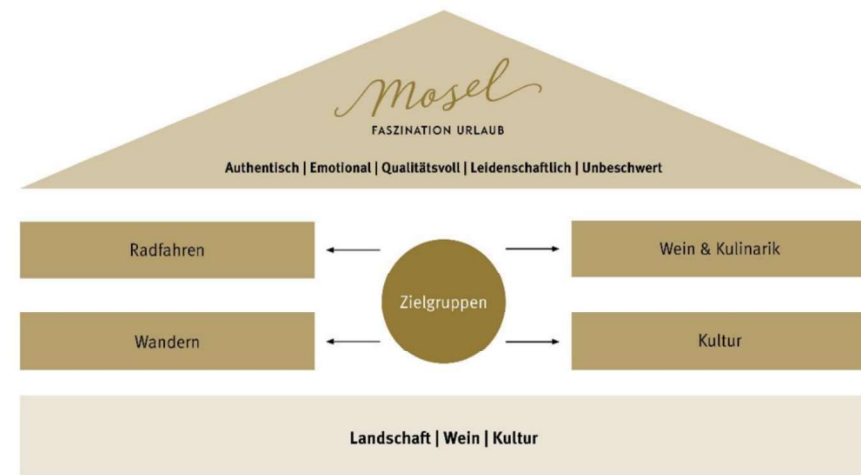 Mosel
FASZINATION URLAUB
Authentisch | Emotional | Qualitätsvoll | Leidenschaftlich | Unbeschwert
Radfahren
Wein & Kulinarik
Zielgruppen
Wandern
Kultur
Landschaft | Wein | Kultur